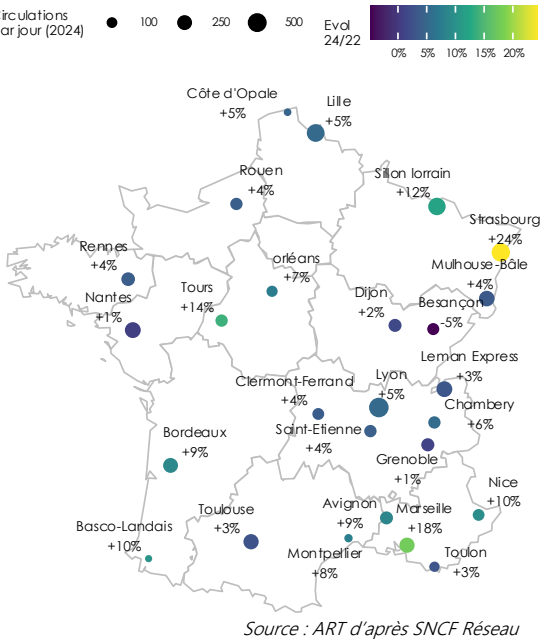 irculations
ar jour (2024)
100
250
500
Evol
24/22
0%
5%
10%
15%
20%
Côte d'Opale
+5%
Lille
+5%
Rouen
+4%
Sillon lorrain
+12%
Strasbourg
+24%
Mulhouse-Bâle
+4%
Rennes
+4%
Nantes
+1%
Tours
+14%
orléans
+7%
Dijon
+2%
Besançon
-5%
Leman Express
+3%
Clermont-Ferrand
+4%
Lyon
+5%
Chambery
+6%
Saint-Etienne
+4%
Grenoble
+1%
Bordeaux
+9%
Nice
+10%
Toulouse
+3%
Avignon
+9%
Marseille
+18%
Basco-Landais
+10%
Montpellier
+8%
Toulon
+3%
Source : ART d'après SNCF Réseau